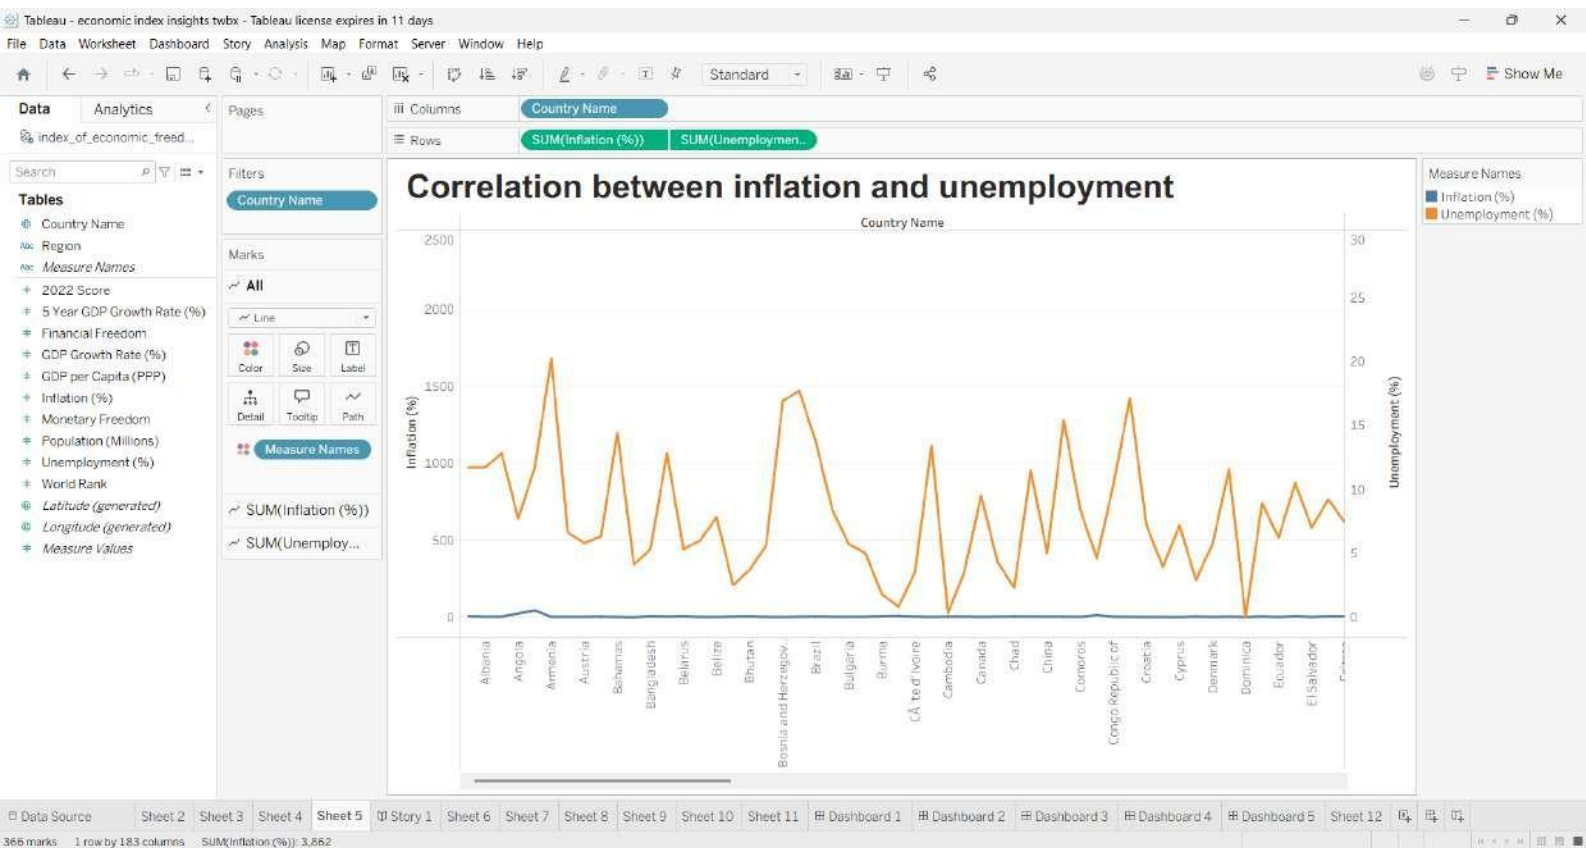 Tableau - economic index insights twbx - Tableau license expires in 11 days
File Data Worksheet Dashboard Story Analysis Map Format Server Window Help
Standard
Show Me
Data Analytics
index_of_economic_freed...
Search
Tables
Country Name
Abc Region
Abc Measure Names
2022 Score
5 Year GDP Growth Rate (%)
Financial Freedom
GDP Growth Rate (%)
GDP per Capita (PPP)
Inflation (%)
Monetary Freedom
Population (Millions)
Unemployment (%)
World Rank
Latitude (generated)
Longitude (generated)
Measure Values
Pages
Filters
Country Name
Marks
All
Line
Color Size Label
Detail Tooltip Path
Measure Names
SUM(Inflation (%))
SUM(Unemploy...
Columns Country Name
Rows SUM(Inflation (%)) SUM(Unemploymen..
Correlation between inflation and unemployment
Country Name
2500
2000
1500
1000
500
0
Inflation (%)
30
25
20
15
10
5
0
Unemployment (%)
Albania
Angola
Armenia
Austria
Bahamas
Bangladesh
Belarus
Belize
Bhutan
Bosnia and Herzegov..
Brazil
Bulgaria
Burma
CÃ´te d'Ivoire
Cambodia
Canada
Chad
China
Comoros
Congo Republic of
Croatia
Cyprus
Denmark
Dominica
Ecuador
El Salvador
Measure Names
Inflation (%)
Unemployment (%)
Data Source Sheet 2 Sheet 3 Sheet 4 Sheet 5 Story 1 Sheet 6 Sheet 7 Sheet 8 Sheet 9 Sheet 10 Sheet 11 Dashboard 1 Dashboard 2 Dashboard 3 Dashboard 4 Dashboard 5 Sheet 12
366 marks 1 row by 183 columns SUM(Inflation (%)): 3,862